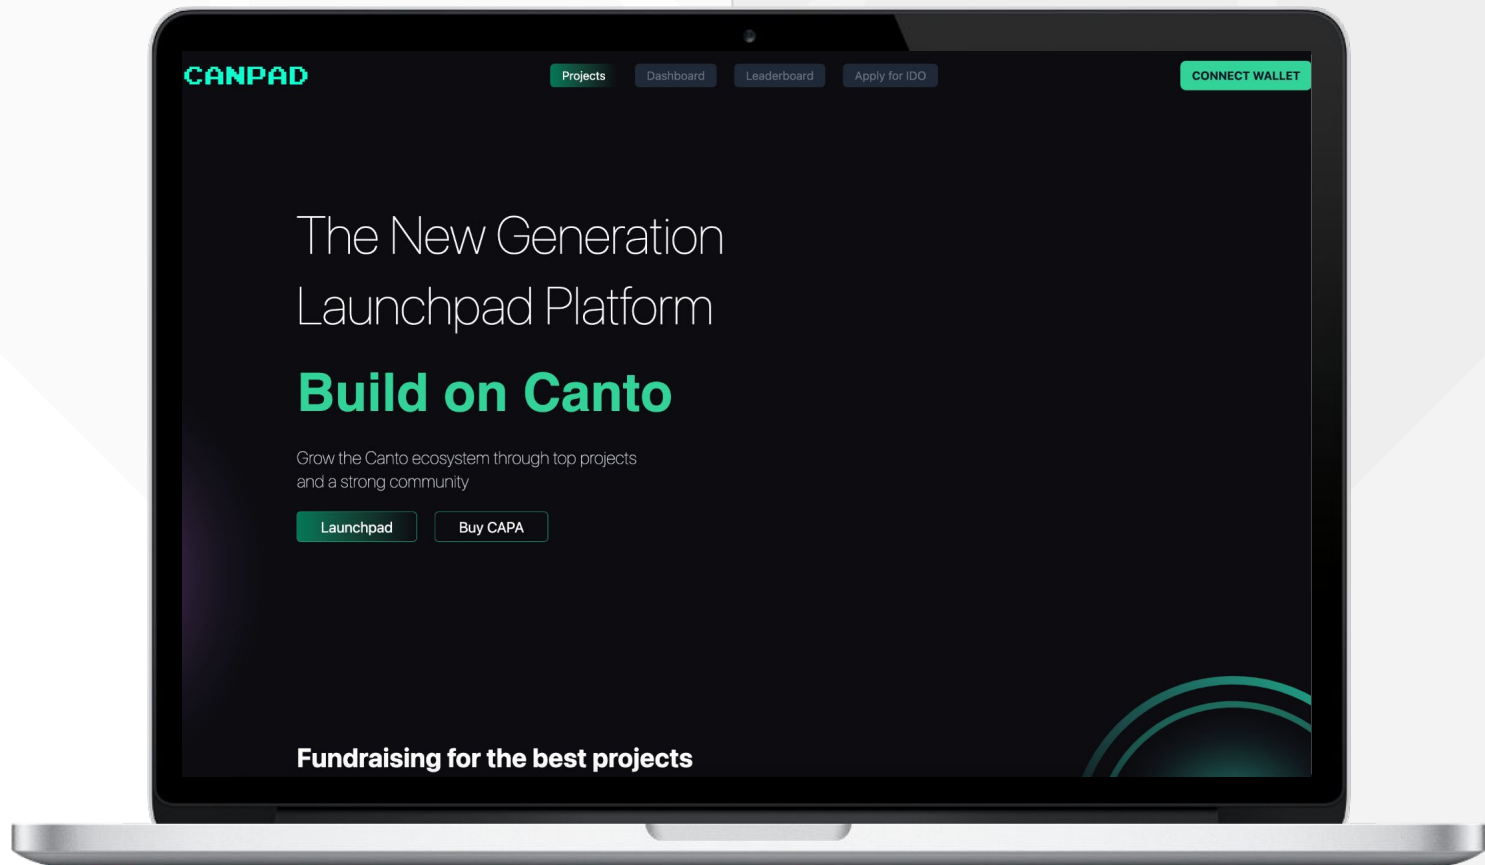 CANPAD
Projects
Dashboard
Leaderboard
Apply for IDO
CONNECT WALLET
The New Generation
Launchpad Platform
Build on Canto
Grow the Canto ecosystem through top projects
and a strong community
Launchpad
Buy CAPA
Fundraising for the best projects